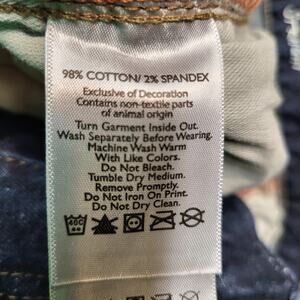 98% COTTON/ 2% SPANDEX
Exclusive of Decoration
Contains non-textile parts
of animal origin
Turn Garment Inside Out.
Wash Separately Before Wearing.
Machine Wash Warm
With Like Colors.
Do Not Bleach.
Tumble Dry Medium.
Remove Promptly.
Do Not Iron On Print.
Do Not Dry Clean.
40C